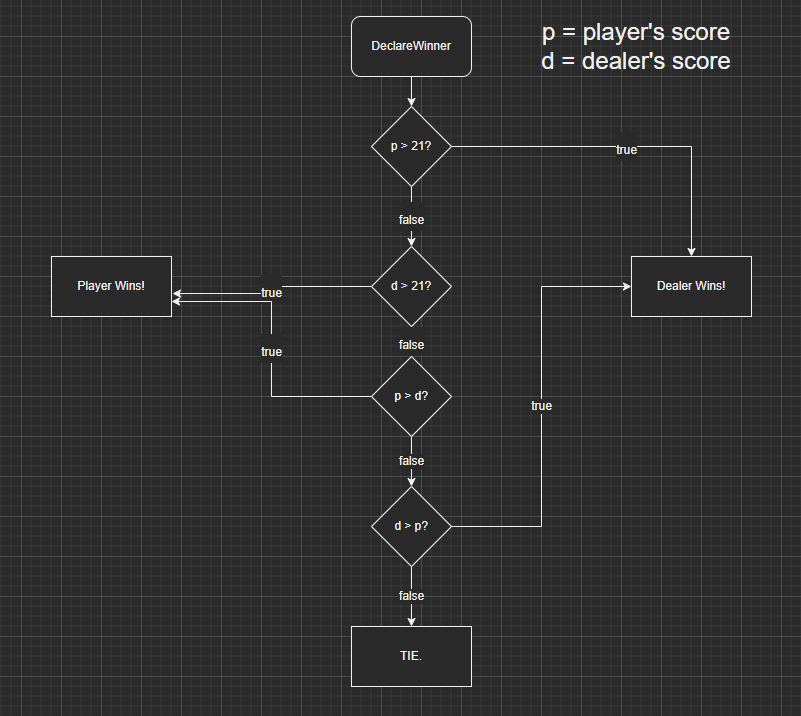 DeclareWinner
p = player's score
d = dealer's score
p > 21?
true
false
Player Wins!
true
d > 21?
Dealer Wins!
false
true
p > d?
true
false
d > p?
false
TIE.